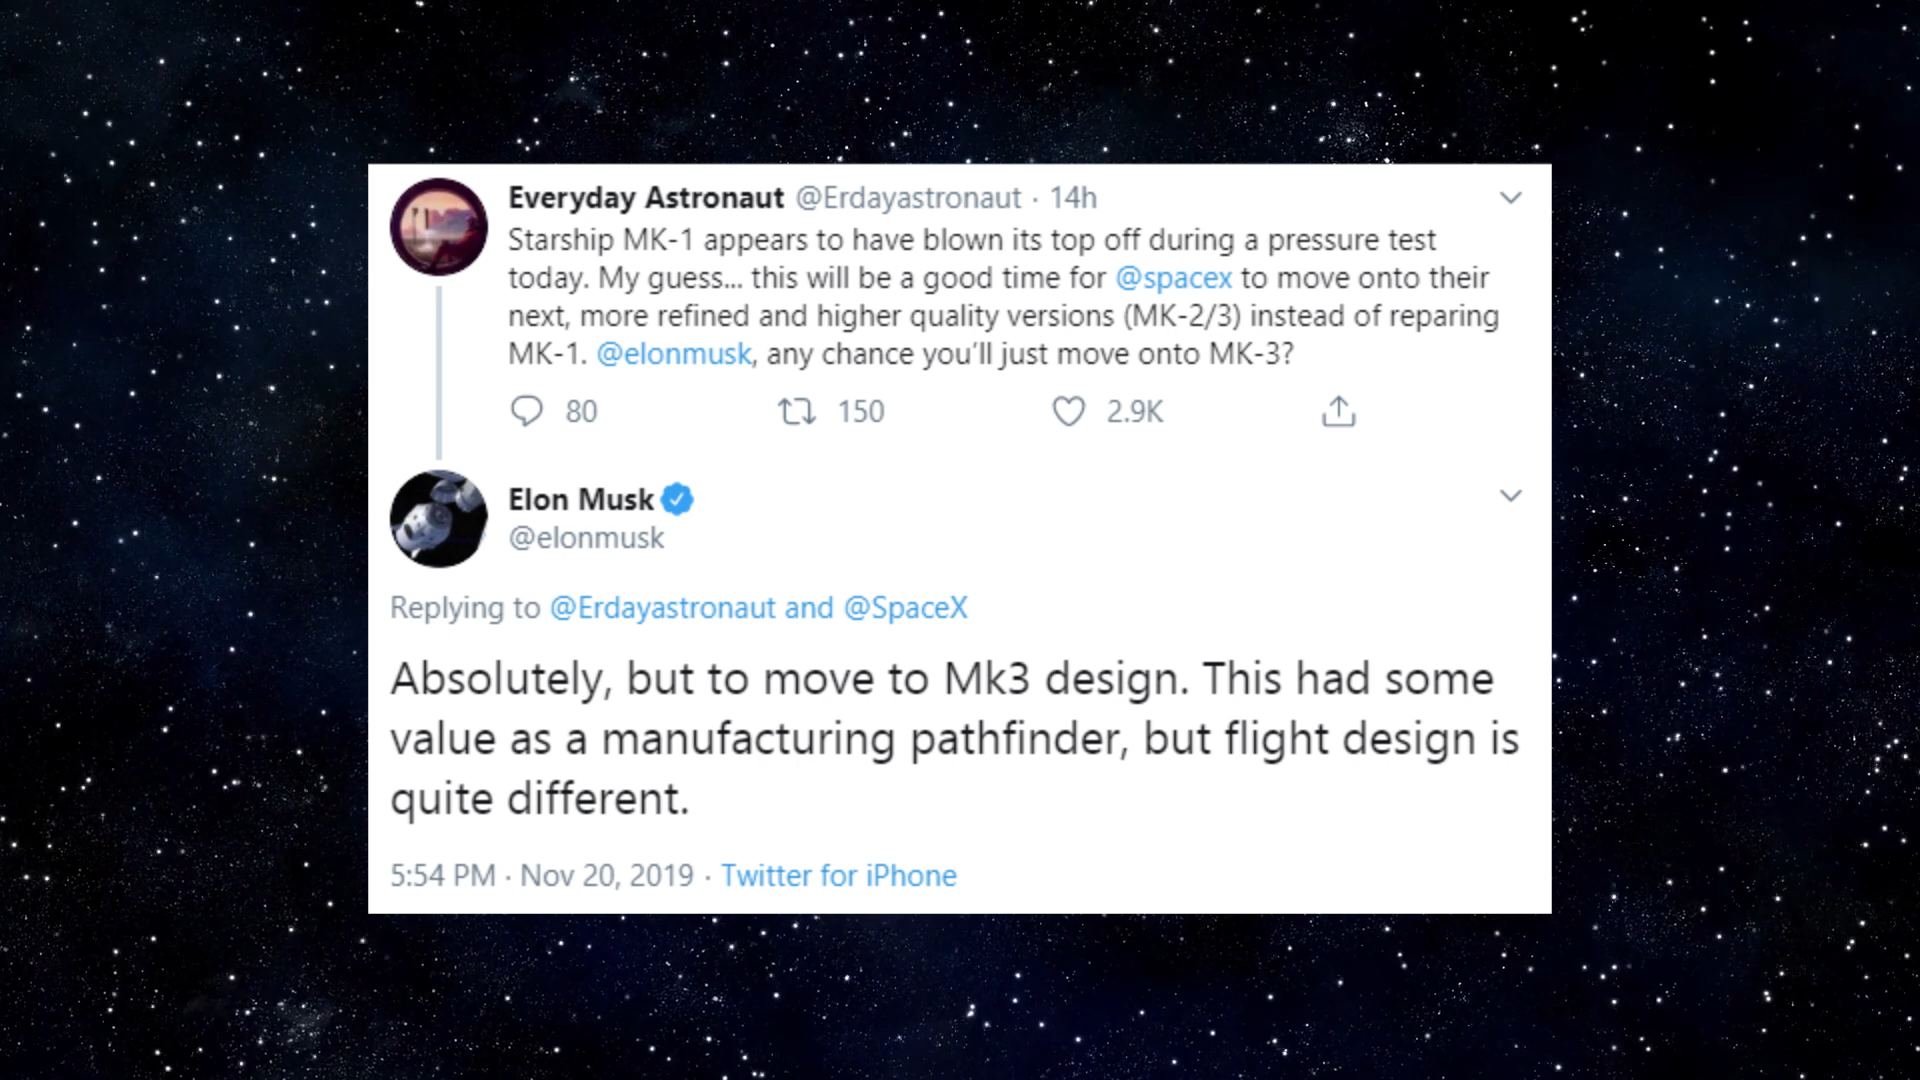 Everyday Astronaut @Erdayastronaut · 14h
Starship MK-1 appears to have blown its top off during a pressure test
today. My guess... this will be a good time for @spacex to move onto their
next, more refined and higher quality versions (MK-2/3) instead of reparing
MK-1. @elonmusk, any chance you'll just move onto MK-3?
80 150 2.9K
Elon Musk
@elonmusk
Replying to @Erdayastronaut and @SpaceX
Absolutely, but to move to Mk3 design. This had some
value as a manufacturing pathfinder, but flight design is
quite different.
5:54 PM · Nov 20, 2019 · Twitter for iPhone